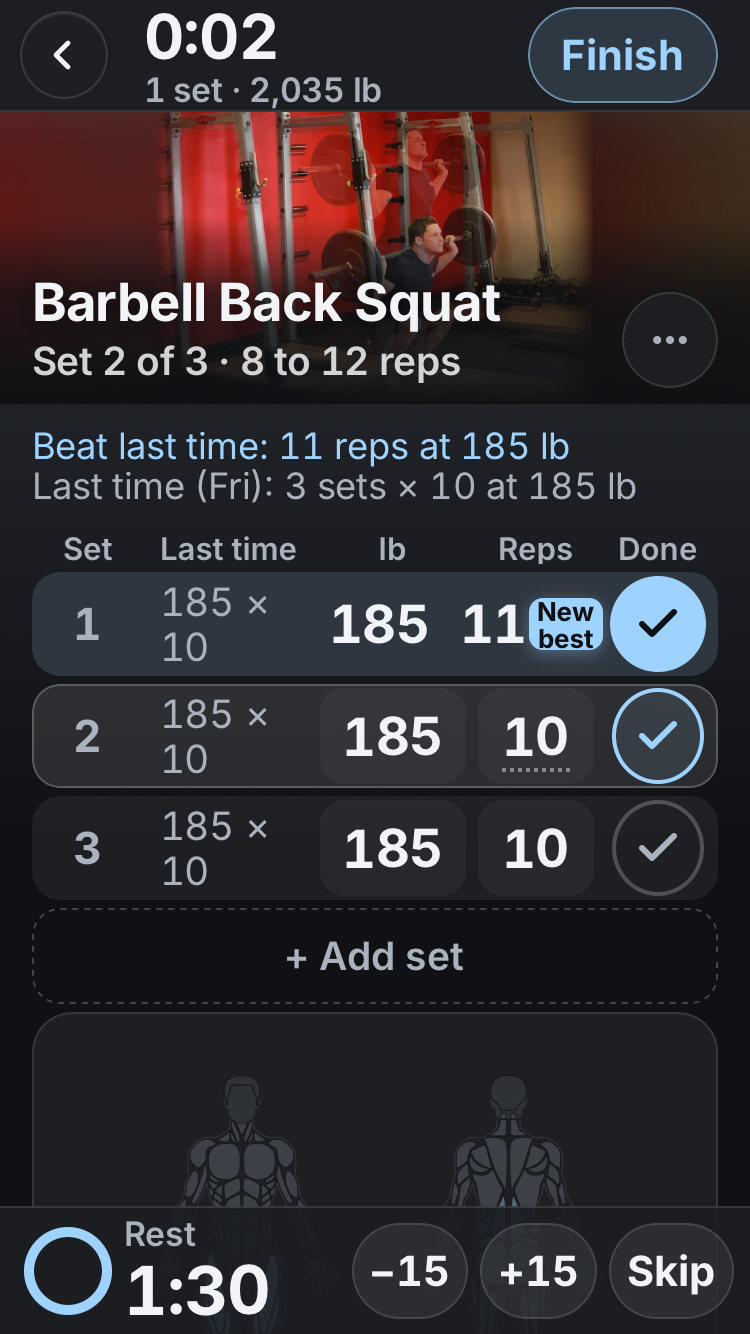 0:02
1 set · 2,035 lb
Finish
Barbell Back Squat
Set 2 of 3 · 8 to 12 reps
Beat last time: 11 reps at 185 lb
Last time (Fri): 3 sets × 10 at 185 lb
Set Last time lb Reps Done
1 185 × 10 185 11 New best
2 185 × 10 185 10
3 185 × 10 185 10
+ Add set
Rest
1:30
−15 +15 Skip